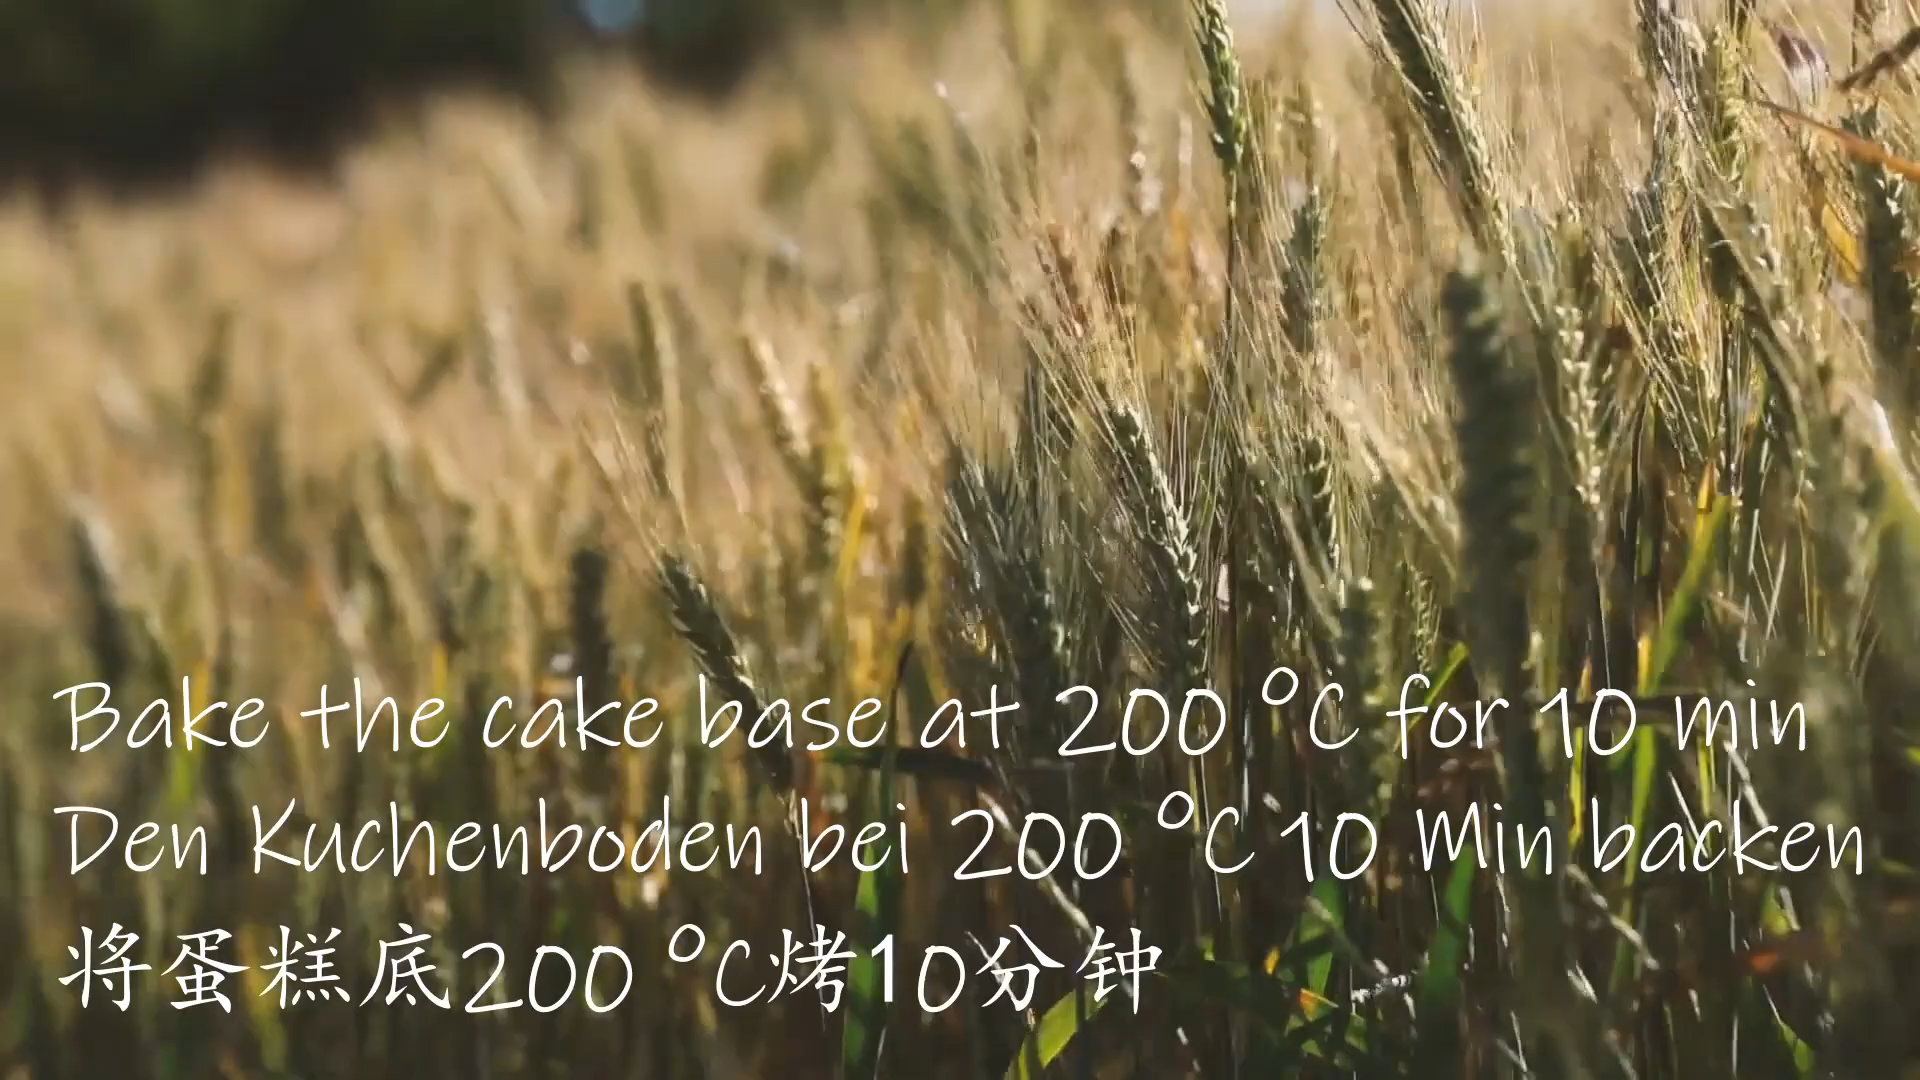 Bake the cake base at 200 °C for 10 min
Den Kuchenboden bei 200 °C 10 Min backen
将蛋糕底200 °C烤10分钟